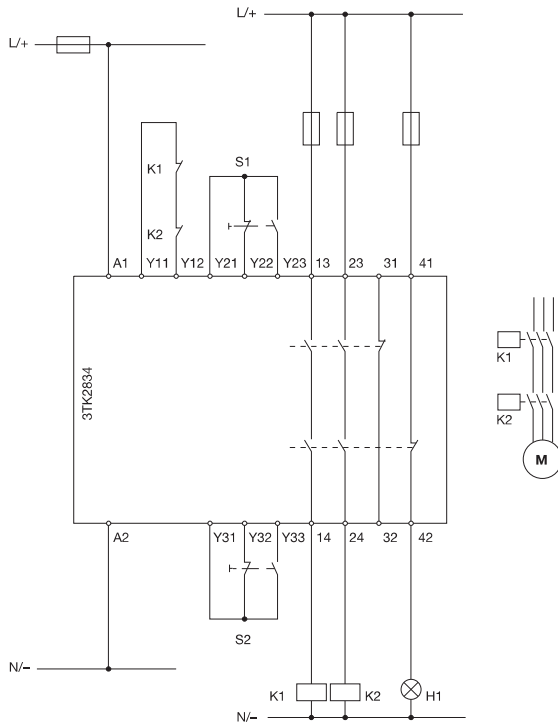 L/+
L/+
S1
K1
K2
A1 Y11 Y12 Y21 Y22 Y23 13 23 31 41
K1
3TK2834
K2
M
A2 Y31 Y32 Y33 14 24 32 42
S2
N/–
K1 K2 H1
N/–